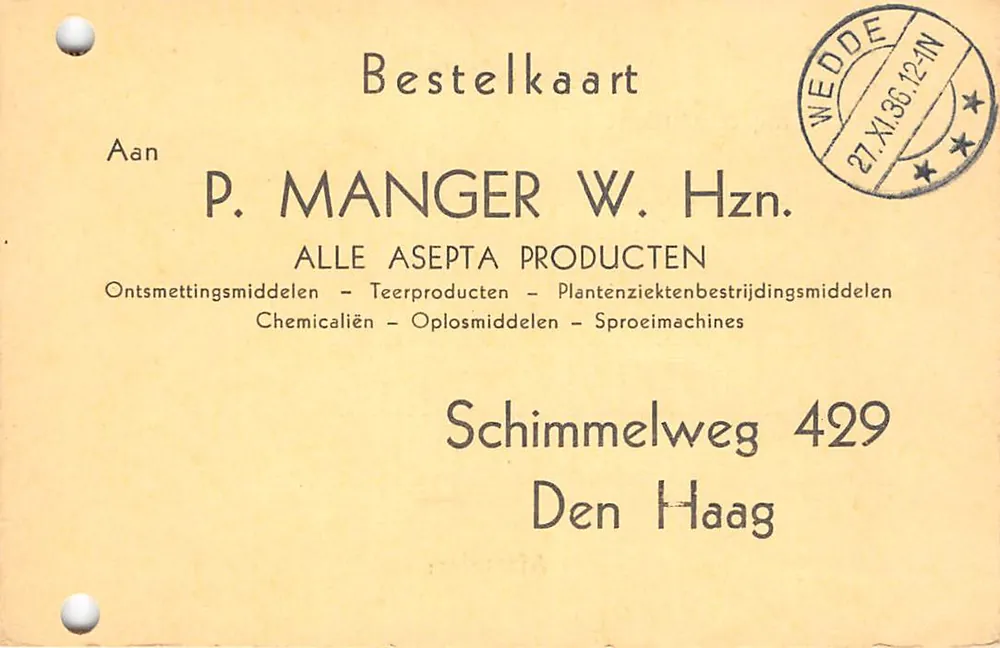 Bestelkaart
WEDDE
27.XI.36.12-1N
Aan
P. MANGER W. Hzn.
ALLE ASEPTA PRODUCTEN
Ontsmettingsmiddelen – Teerproducten – Plantenziektenbestrijdingsmiddelen
Chemicaliën – Oplosmiddelen – Sproeimachines
Schimmelweg 429
Den Haag